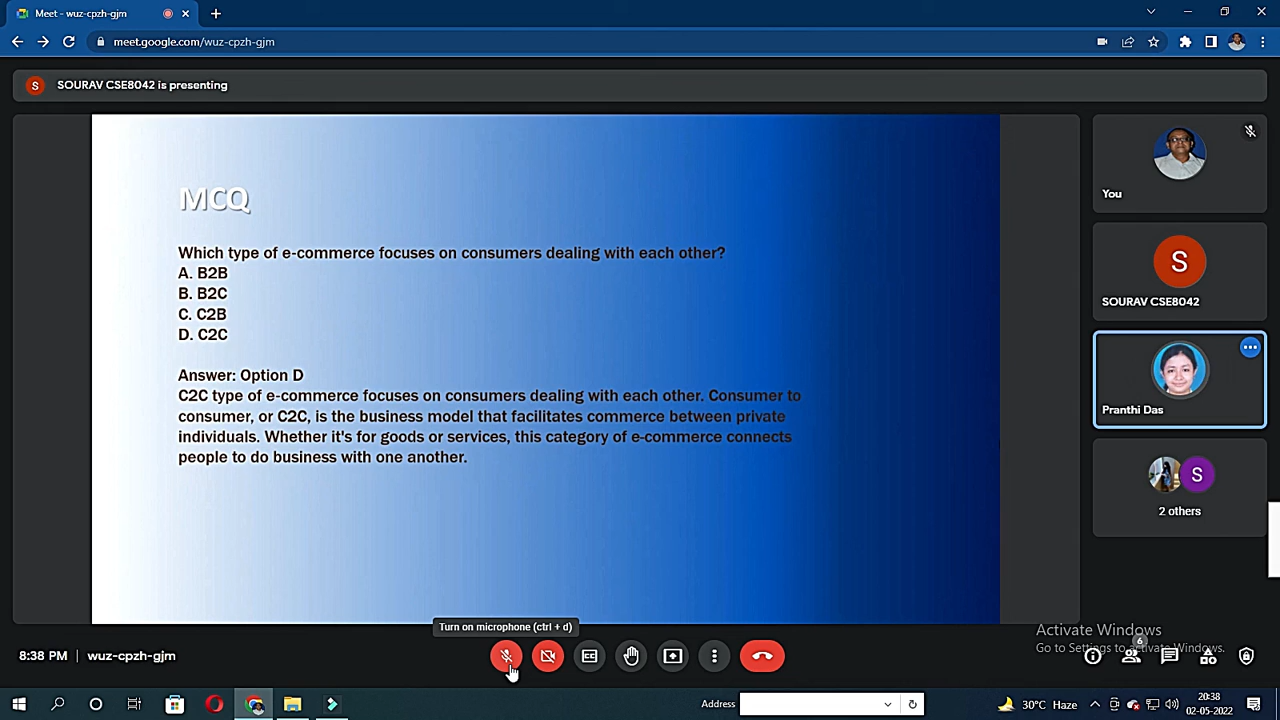 Meet - wuz-cpzh-gjm
meet.google.com/wuz-cpzh-gjm
S
SOURAV CSE8042 is presenting
MCQ
Which type of e-commerce focuses on consumers dealing with each other?
A. B2B
B. B2C
C. C2B
D. C2C
Answer: Option D
C2C type of e-commerce focuses on consumers dealing with each other. Consumer to
consumer, or C2C, is the business model that facilitates commerce between private
individuals. Whether it's for goods or services, this category of e-commerce connects
people to do business with one another.
You
S
SOURAV CSE8042
Pranthi Das
S
2 others
Turn on microphone (ctrl + d)
Activate Windows
Go to Settings to activate Windows.
8:38 PM
wuz-cpzh-gjm
6
Address
30°C Haze
20:38
02-05-2022